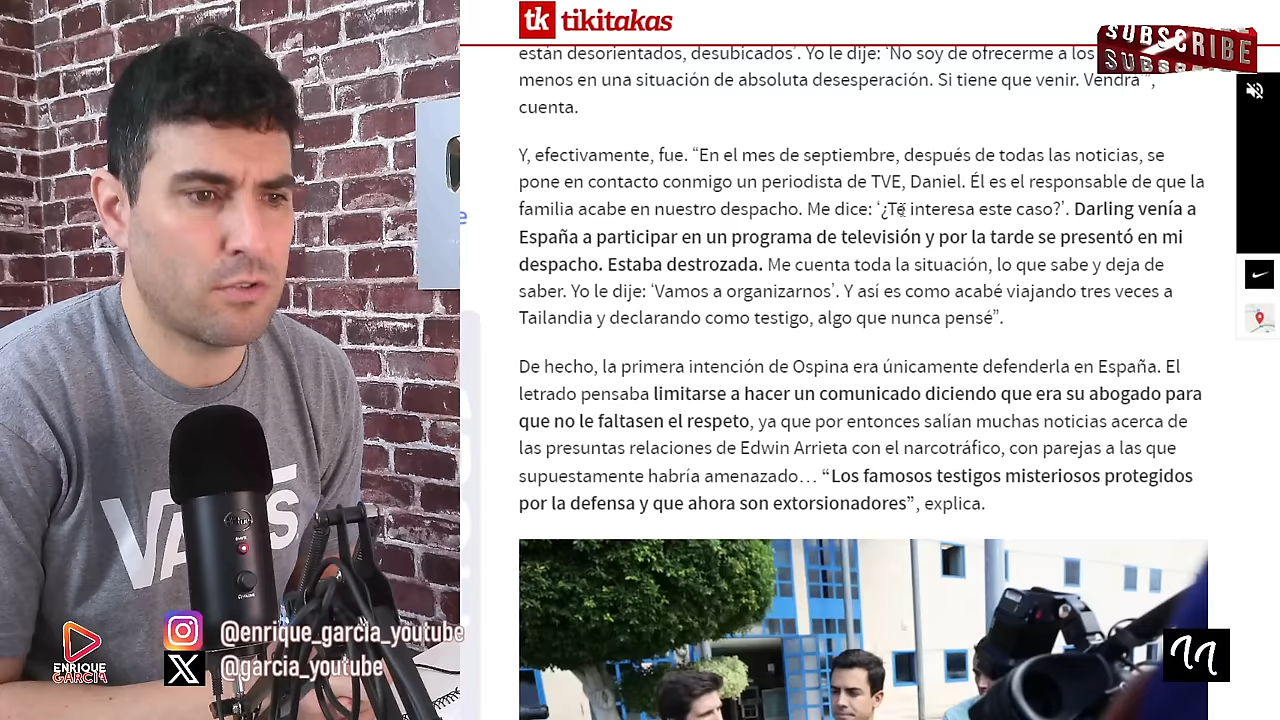 tk tikitakas
SUBSCRIBE
están desorientados, desubicados’. Yo le dije: ‘No soy de ofrecerme a los
menos en una situación de absoluta desesperación. Si tiene que venir. Vendrá’”,
cuenta.
Y, efectivamente, fue. “En el mes de septiembre, después de todas las noticias, se
pone en contacto conmigo un periodista de TVE, Daniel. Él es el responsable de que la
familia acabe en nuestro despacho. Me dice: ‘¿Te interesa este caso?’. Darling venía a
España a participar en un programa de televisión y por la tarde se presentó en mi
despacho. Estaba destrozada. Me cuenta toda la situación, lo que sabe y deja de
saber. Yo le dije: ‘Vamos a organizarnos’. Y así es como acabé viajando tres veces a
Tailandia y declarando como testigo, algo que nunca pensé”.
De hecho, la primera intención de Ospina era únicamente defenderla en España. El
letrado pensaba limitarse a hacer un comunicado diciendo que era su abogado para
que no le faltasen el respeto, ya que por entonces salían muchas noticias acerca de
las presuntas relaciones de Edwin Arrieta con el narcotráfico, con parejas a las que
supuestamente habría amenazado… “Los famosos testigos misteriosos protegidos
por la defensa y que ahora son extorsionadores”, explica.
VANS
ENRIQUE
GARCIA
@enrique_garcia_youtube
@garcia_youtube